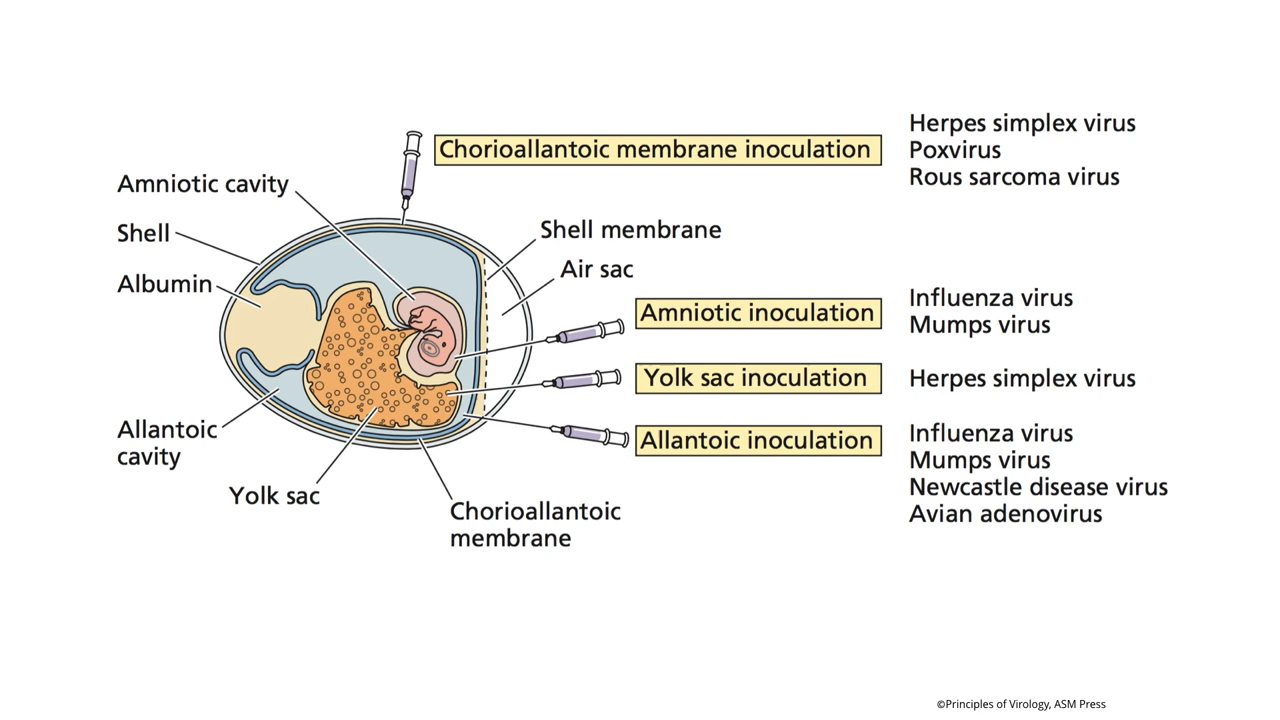 Chorioallantoic membrane inoculation
Herpes simplex virus
Poxvirus
Rous sarcoma virus
Amniotic cavity
Shell
Albumin
Shell membrane
Air sac
Amniotic inoculation
Influenza virus
Mumps virus
Yolk sac inoculation
Herpes simplex virus
Allantoic inoculation
Influenza virus
Mumps virus
Newcastle disease virus
Avian adenovirus
Allantoic
cavity
Yolk sac
Chorioallantoic
membrane
©Principles of Virology, ASM Press